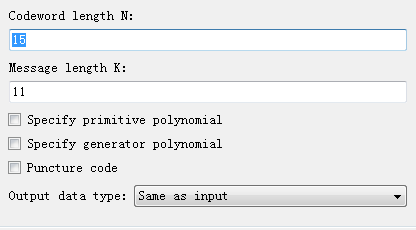 Codeword length N:
15
Message length K:
11
Specify primitive polynomial
Specify generator polynomial
Puncture code
Output data type: Same as input